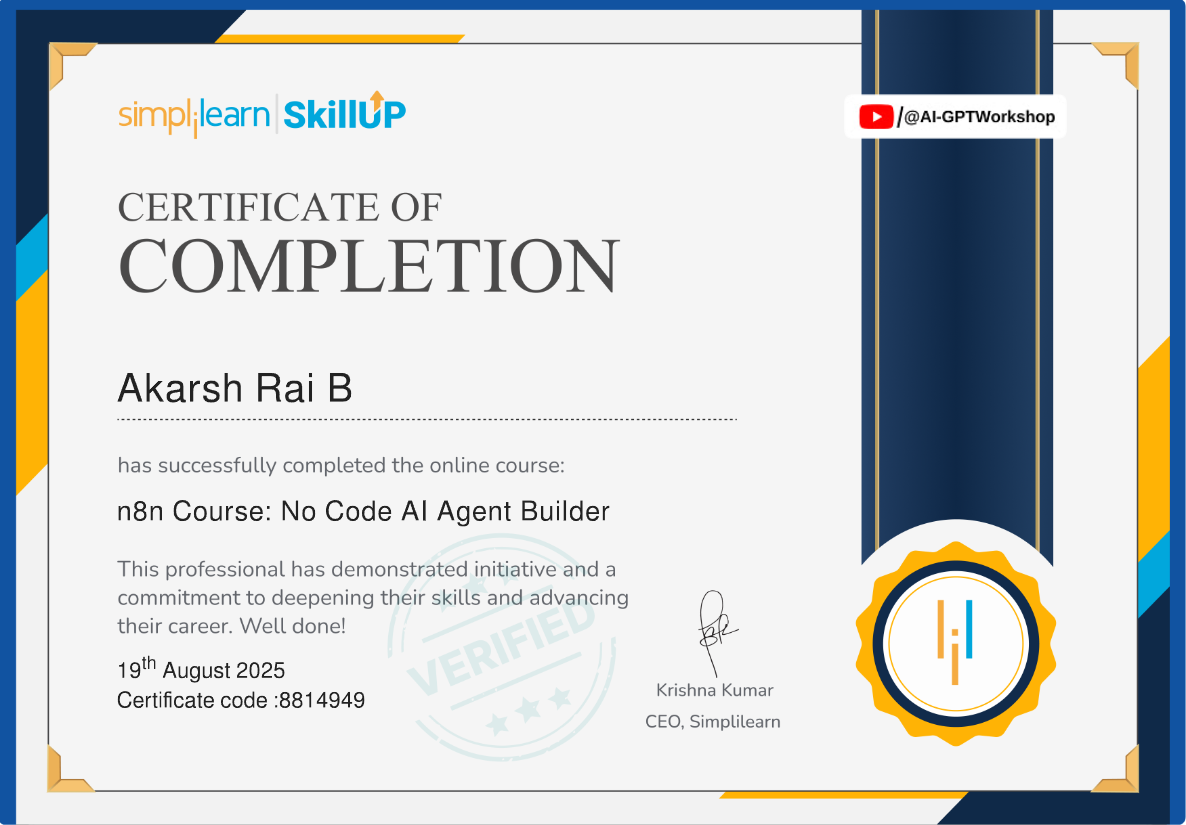 simplilearn | SkillUP
/@AI-GPTWorkshop
CERTIFICATE OF
COMPLETION
Akarsh Rai B
has successfully completed the online course:
n8n Course: No Code AI Agent Builder
This professional has demonstrated initiative and a
commitment to deepening their skills and advancing
their career. Well done!
VERIFIED
19th August 2025
Certificate code :8814949
Krishna Kumar
CEO, Simplilearn